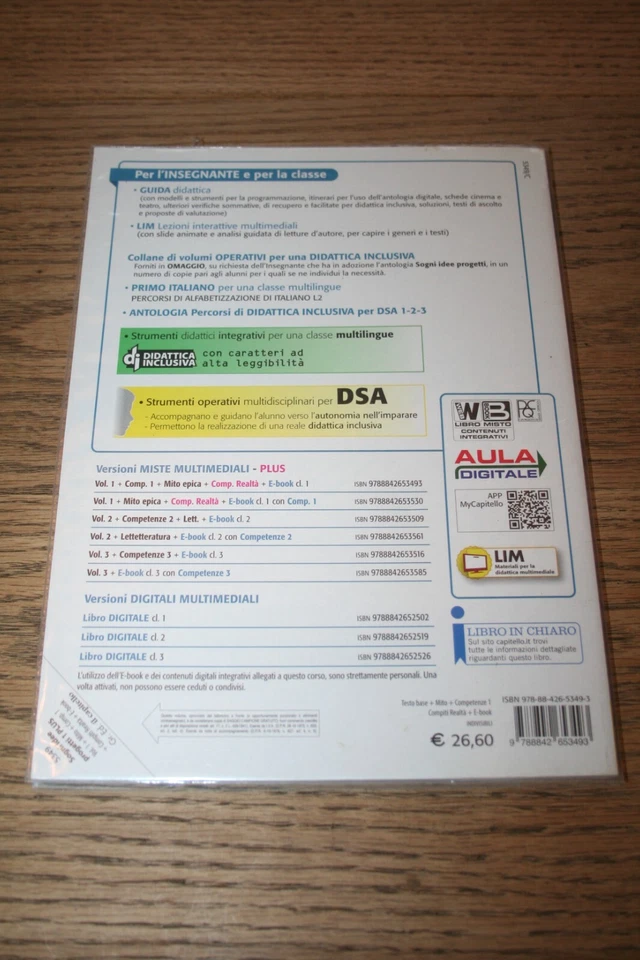 EMBC
Per l'INSEGNANTE e per la classe
• GUIDA didattica
(con modelli e strumenti per la programmazione, itinerari per l'uso dell'antologia digitale, schede cinema e
teatro, ulteriori verifiche sommative, di recupero e facilitate per didattica inclusiva, soluzioni, testi di ascolto
e proposte di valutazione)
• LIM Lezioni interattive multimediali
(con slide animate e analisi guidata di letture d'autore, per capire i generi e i testi)
Collane di volumi OPERATIVI per una DIDATTICA INCLUSIVA
Forniti in OMAGGIO, su richiesta dell'Insegnante che ha in adozione l'antologia Sogni idee progetti, in un
numero di copie pari agli alunni per i quali se ne individui la necessità.
• PRIMO ITALIANO per una classe multilingue
PERCORSI DI ALFABETIZZAZIONE DI ITALIANO L2
• ANTOLOGIA Percorsi di DIDATTICA INCLUSIVA per DSA 1-2-3
• Strumenti didattici integrativi per una classe multilingue
di DIDATTICA INCLUSIVA
con caratteri ad
alta leggibilità
• Strumenti operativi multidisciplinari per DSA
- Accompagnano e guidano l'alunno verso l'autonomia nell'imparare
- Permettono la realizzazione di una reale didattica inclusiva
Versioni MISTE MULTIMEDIALI - PLUS
Vol. 1 + Comp. 1 + Mito epica + Comp. Realtà + E-book cl. 1 ISBN 9788842653493
Vol. 1 + Mito epica + Comp. Realtà + E-book cl. 1 con Comp. 1 ISBN 9788842653530
Vol. 2 + Competenze 2 + Lett. + E-book cl. 2 ISBN 9788842653509
Vol. 2 + Lettetteratura + E-book cl. 2 con Competenze 2 ISBN 9788842653561
Vol. 3 + Competenze 3 + E-book cl. 3 ISBN 9788842653516
Vol. 3 + E-book cl. 3 con Competenze 3 ISBN 9788842653585
Versioni DIGITALI MULTIMEDIALI
Libro DIGITALE cl. 1 ISBN 9788842652502
Libro DIGITALE cl. 2 ISBN 9788842652519
Libro DIGITALE cl. 3 ISBN 9788842652526
L'utilizzo dell'E-book e dei contenuti digitali integrativi allegati a questo corso, sono strettamente personali. Una
volta attivati, non possono essere ceduti o condivisi.
LIBRO MISTO
CONTENUTI
INTEGRATIVI
AULA
DIGITALE
APP
MyCapitello
LIM
Materiali per la
didattica multimediale
LIBRO IN CHIARO
Sul sito capitello.it trovi
tutte le informazioni dettagliate
riguardanti questo libro.
Testo base + Mito + Competenze 1
Compiti Realtà + E-book
INDIVISIBILI
€ 26,60
ISBN 978-88-426-5349-3
9 788842 653493
5349
Sogni idee
progetti 1 PLUS
Ed. Il capitello